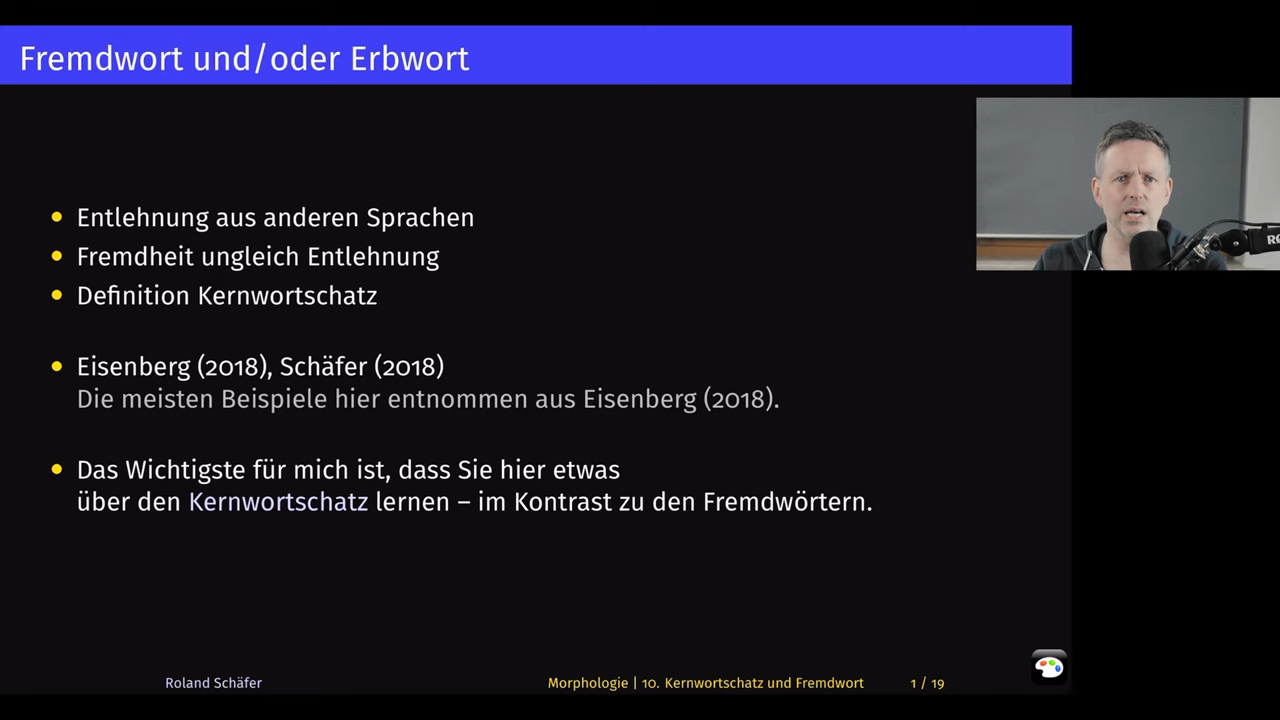 Fremdwort und/oder Erbwort
Entlehnung aus anderen Sprachen
Fremdheit ungleich Entlehnung
Definition Kernwortschatz
Eisenberg (2018), Schäfer (2018)
Die meisten Beispiele hier entnommen aus Eisenberg (2018).
Das Wichtigste für mich ist, dass Sie hier etwas
über den Kernwortschatz lernen – im Kontrast zu den Fremdwörtern.
Roland Schäfer
Morphologie | 10. Kernwortschatz und Fremdwort
1 / 19